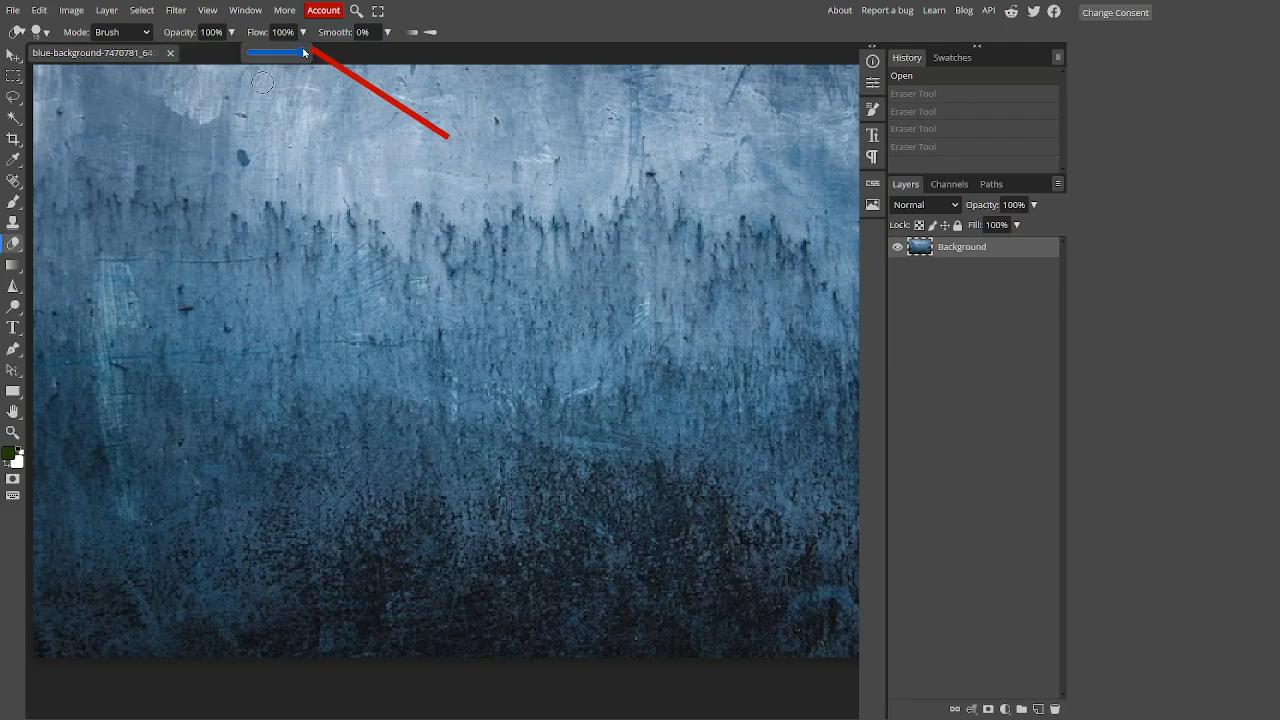 File Edit Image Layer Select Filter View Window More Account About Report a bug Learn Blog API Change Consent
18 Mode: Brush Opacity: 100% Flow: 100% Smooth: 0%
blue-background-7470781_64
History Swatches
Open
Eraser Tool
Eraser Tool
Eraser Tool
Eraser Tool
CSS
Layers Channels Paths
Normal Opacity: 100%
Lock: Fill: 100%
Background
eff